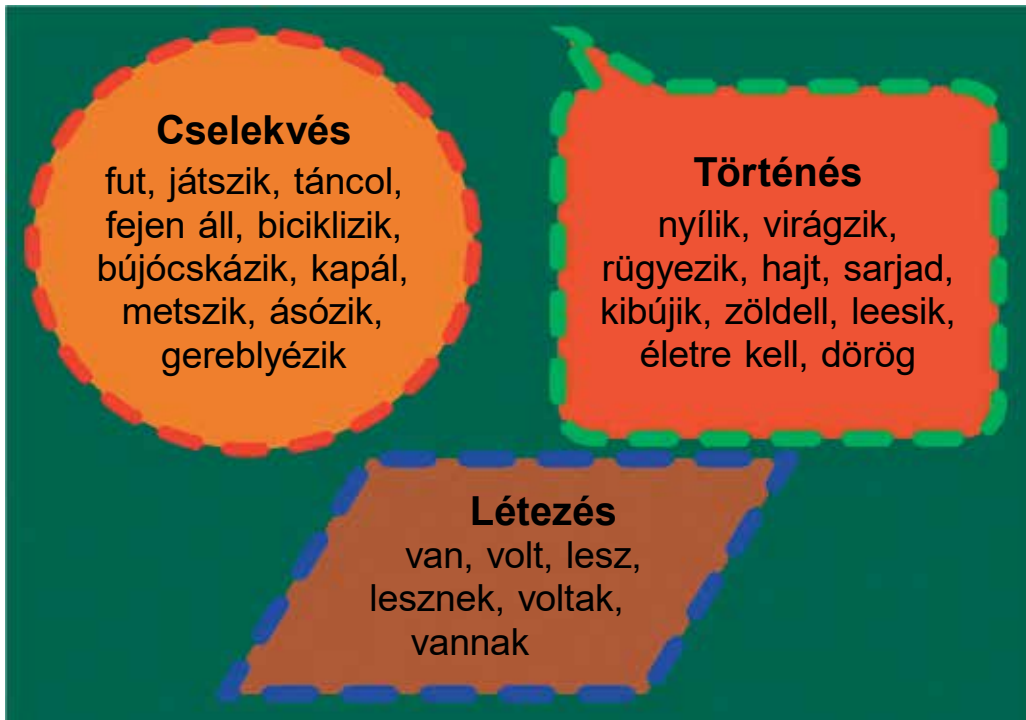 Cselekvés
fut, játszik, táncol,
fejen áll, biciklizik,
bújócskázik, kapál,
metszik, ásózik,
gereblyézik
Történés
nyílik, virágzik,
rügyezik, hajt, sarjad,
kibújik, zöldell, leesik,
életre kell, dörög
Létezés
van, volt, lesz,
lesznek, voltak,
vannak